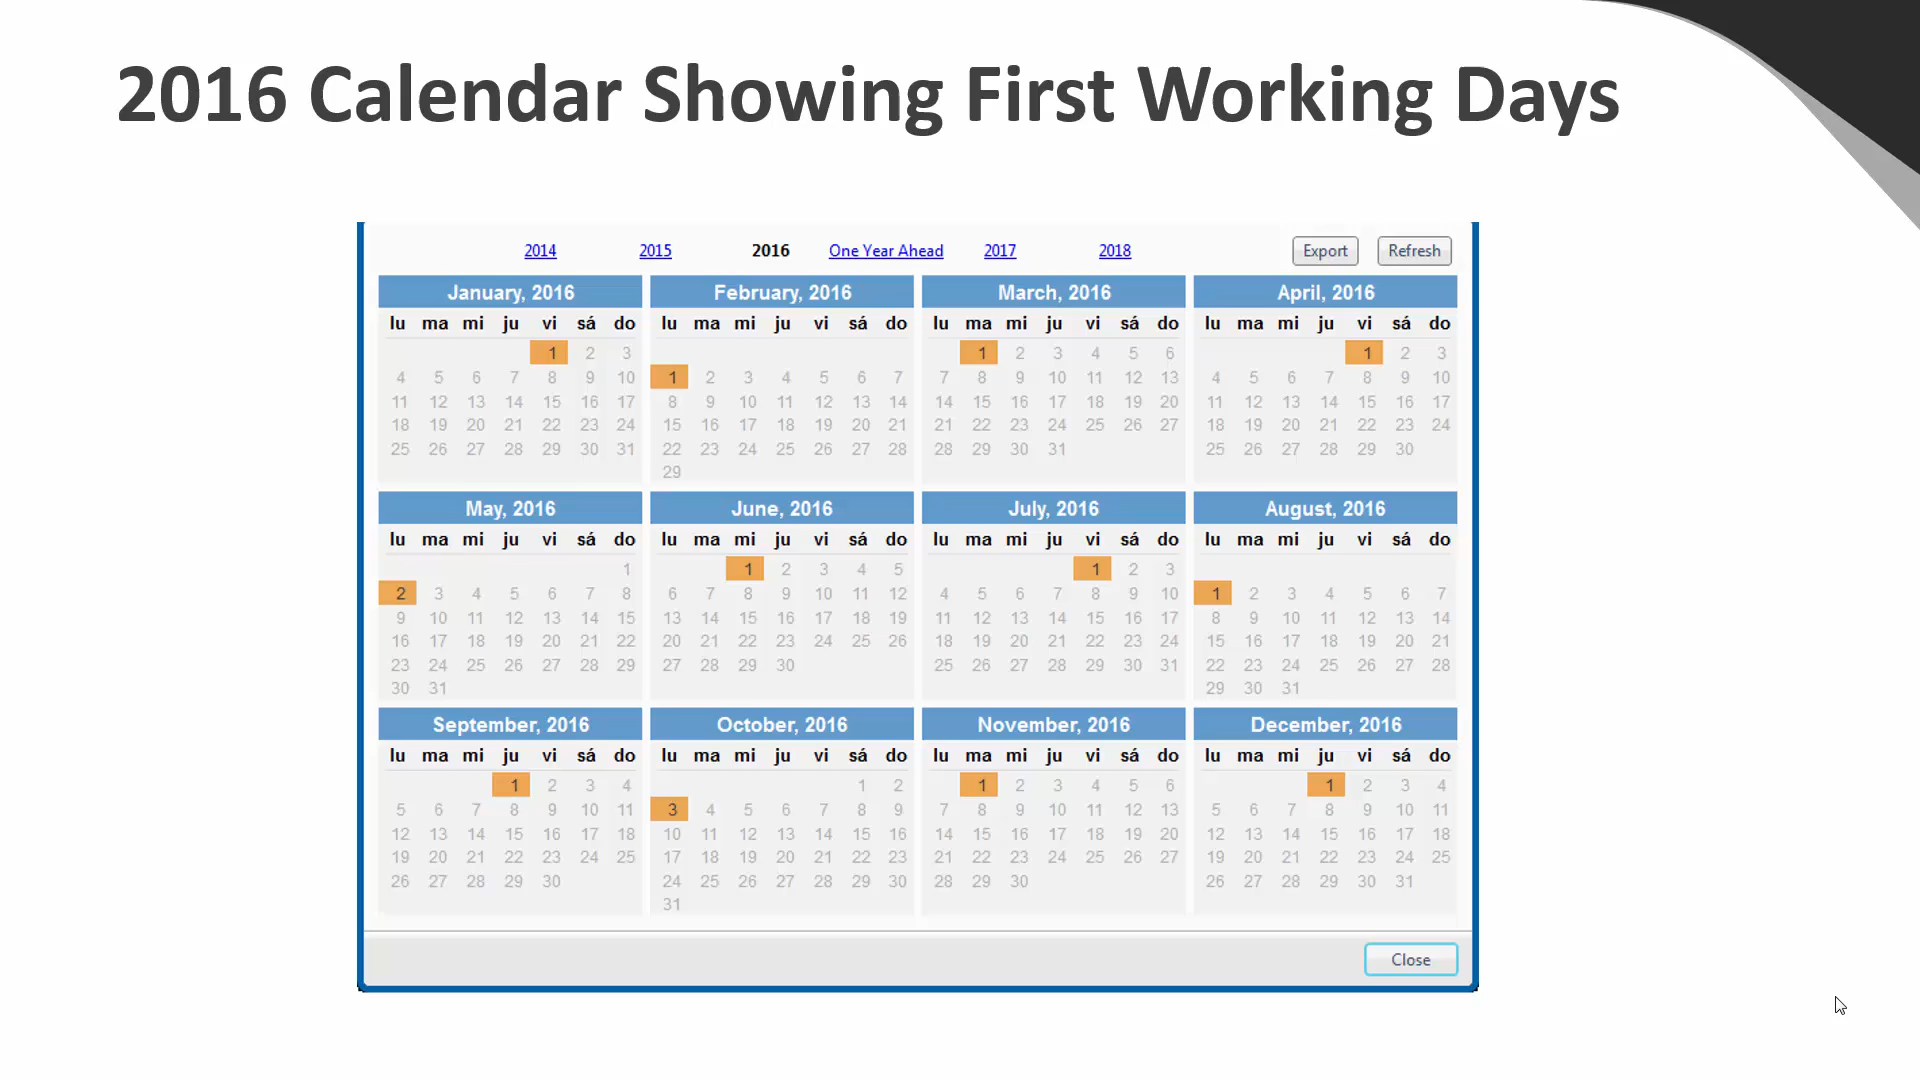 2016 Calendar Showing First Working Days
2014 2015 2016 One Year Ahead 2017 2018 Export Refresh
January, 2016 February, 2016 March, 2016 April, 2016
lu ma mi ju vi sá do lu ma mi ju vi sá do lu ma mi ju vi sá do lu ma mi ju vi sá do
1 2 3 1 2 3 4 5 6 1 2 3
4 5 6 7 8 9 10 1 2 3 4 5 6 7 7 8 9 10 11 12 13 4 5 6 7 8 9 10
11 12 13 14 15 16 17 8 9 10 11 12 13 14 14 15 16 17 18 19 20 11 12 13 14 15 16 17
18 19 20 21 22 23 24 15 16 17 18 19 20 21 21 22 23 24 25 26 27 18 19 20 21 22 23 24
25 26 27 28 29 30 31 22 23 24 25 26 27 28 28 29 30 31 25 26 27 28 29 30
29
May, 2016 June, 2016 July, 2016 August, 2016
lu ma mi ju vi sá do lu ma mi ju vi sá do lu ma mi ju vi sá do lu ma mi ju vi sá do
1 1 2 3 4 5 1 2 3
2 3 4 5 6 7 8 6 7 8 9 10 11 12 4 5 6 7 8 9 10 1 2 3 4 5 6 7
9 10 11 12 13 14 15 13 14 15 16 17 18 19 11 12 13 14 15 16 17 8 9 10 11 12 13 14
16 17 18 19 20 21 22 20 21 22 23 24 25 26 18 19 20 21 22 23 24 15 16 17 18 19 20 21
23 24 25 26 27 28 29 27 28 29 30 25 26 27 28 29 30 31 22 23 24 25 26 27 28
30 31 29 30 31
September, 2016 October, 2016 November, 2016 December, 2016
lu ma mi ju vi sá do lu ma mi ju vi sá do lu ma mi ju vi sá do lu ma mi ju vi sá do
1 2 3 4 1 2 1 2 3 4 5 6 1 2 3 4
5 6 7 8 9 10 11 3 4 5 6 7 8 9 7 8 9 10 11 12 13 5 6 7 8 9 10 11
12 13 14 15 16 17 18 10 11 12 13 14 15 16 14 15 16 17 18 19 20 12 13 14 15 16 17 18
19 20 21 22 23 24 25 17 18 19 20 21 22 23 21 22 23 24 25 26 27 19 20 21 22 23 24 25
26 27 28 29 30 24 25 26 27 28 29 30 28 29 30 26 27 28 29 30 31
31
Close